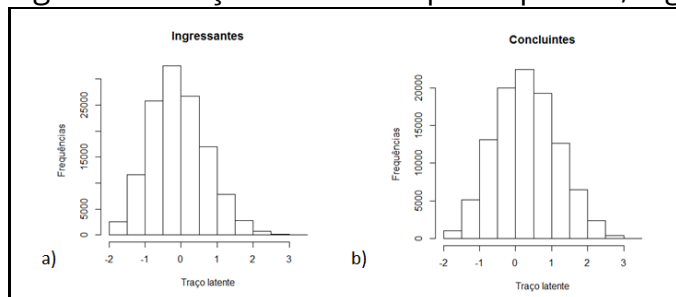 Ingressantes
Frequências
0 5000 15000 25000
-2 -1 0 1 2 3
Traço latente
a)
Concluintes
Frequências
0 5000 10000 15000 20000
-2 -1 0 1 2 3
Traço latente
b)